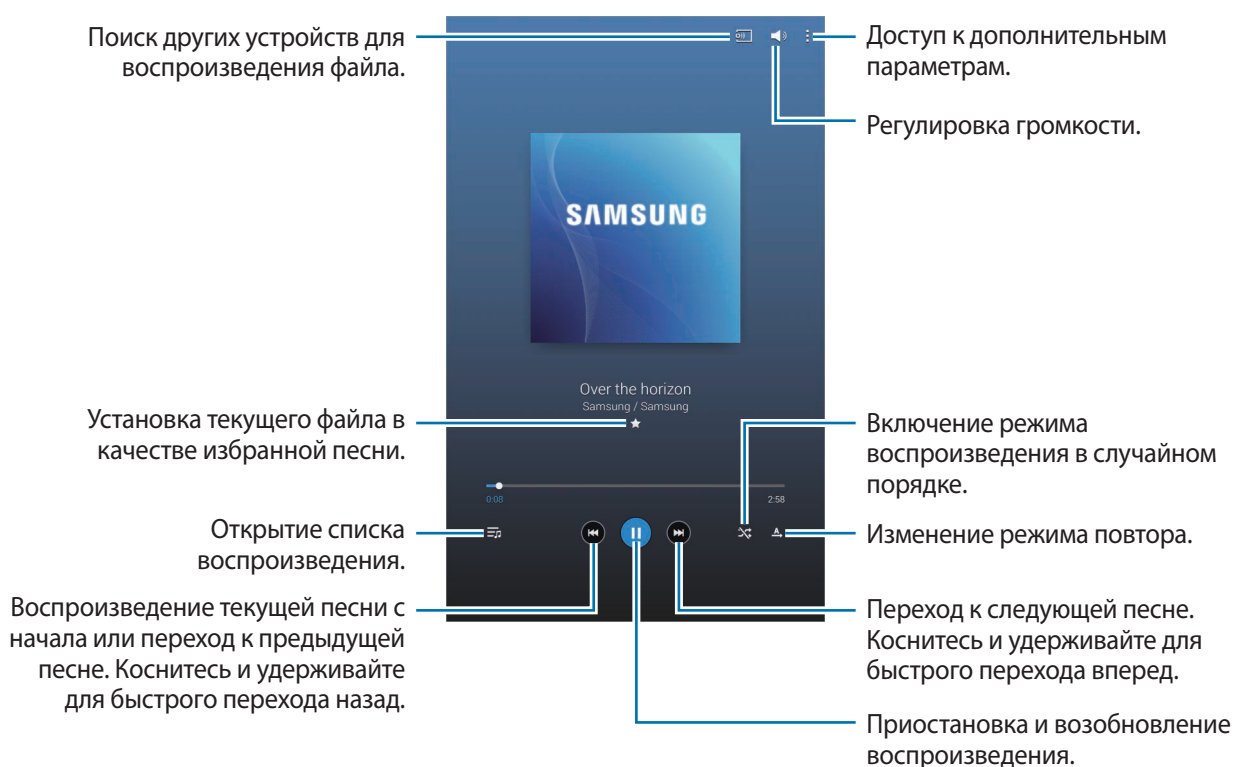 Поиск других устройств для
воспроизведения файла.
Доступ к дополнительным
параметрам.
Регулировка громкости.
SAMSUNG
Over the horizon
Samsung / Samsung
Установка текущего файла в
качестве избранной песни.
Включение режима
воспроизведения в случайном
порядке.
0:08
2:58
Открытие списка
воспроизведения.
Изменение режима повтора.
A
Воспроизведение текущей песни с
начала или переход к предыдущей
песне. Коснитесь и удерживайте
для быстрого перехода назад.
Переход к следующей песне.
Коснитесь и удерживайте для
быстрого перехода вперед.
Приостановка и возобновление
воспроизведения.